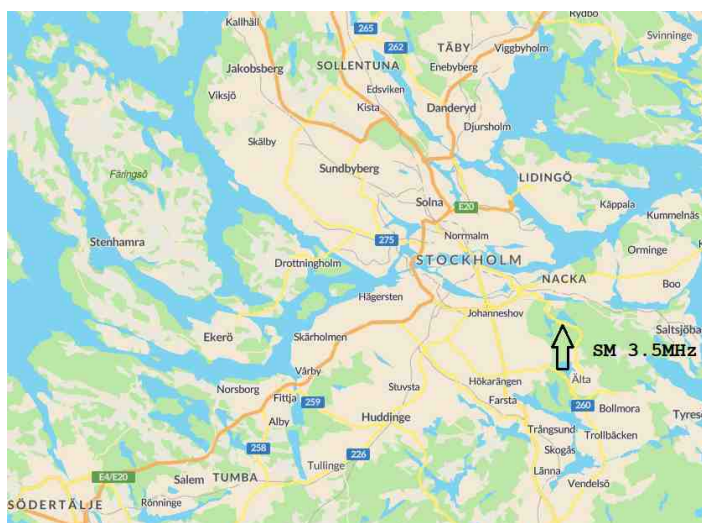 Rydbo
Kallhäll
265
TÄBY
Svinninge
262
Viggbyholm
SOLLENTUNA
Enebyberg
Jakobsberg
Edsviken
Viksjö
Kista
Danderyd
Djursholm
Skälby
Sundbyberg
Färingsö
LIDINGÖ
Solna
E20
Käppala
Kummelnäs
Stenhamra
275
Norrmalm
Orminge
Drottningholm
STOCKHOLM
NACKA
Boo
Hägersten
Johanneshov
Ekerö
Skärholmen
Saltsjöba
SM 3.5MHz
Vårby
Norsborg
Stuvsta
Hökarängen
Älta
Fittja
259
Farsta
260
Bollmora
Alby
Huddinge
Tyresö
Trångsund
Trollbäcken
258
226
Skogås
Tullinge
Länna
E4/E20
Salem
TUMBA
Vendelsö
SÖDERTÄLJE
Rönninge